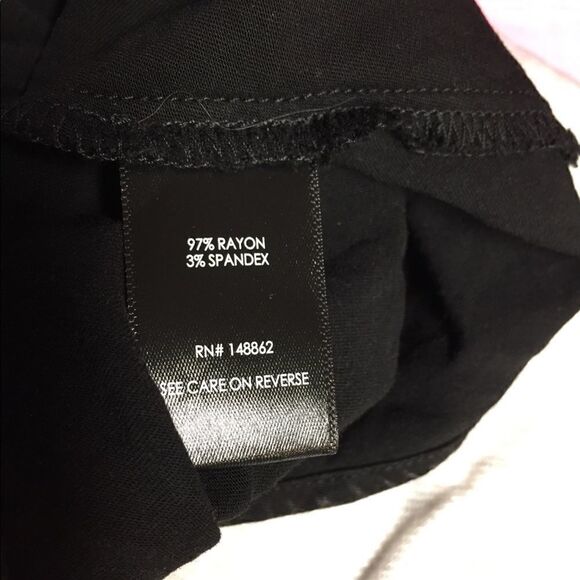 97% RAYON
3% SPANDEX
RN# 148862
SEE CARE ON REVERSE